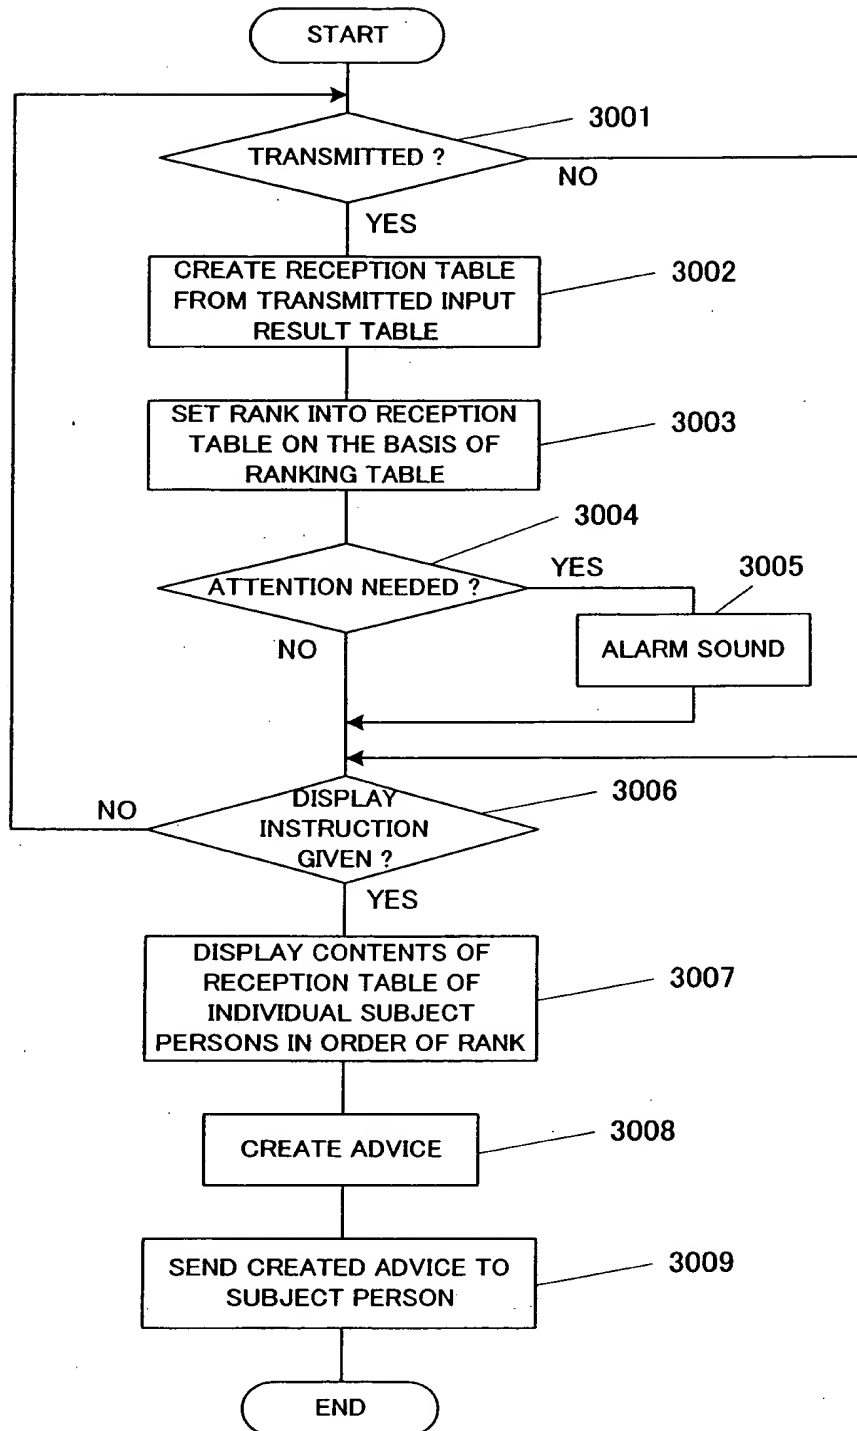 START
3001
TRANSMITTED ?
NO
YES
CREATE RECEPTION TABLE
FROM TRANSMITTED INPUT
RESULT TABLE
3002
SET RANK INTO RECEPTION
TABLE ON THE BASIS OF
RANKING TABLE
3003
3004
ATTENTION NEEDED ?
YES
3005
NO
ALARM SOUND
NO
DISPLAY
INSTRUCTION
GIVEN ?
3006
YES
DISPLAY CONTENTS OF
RECEPTION TABLE OF
INDIVIDUAL SUBJECT
PERSONS IN ORDER OF RANK
3007
CREATE ADVICE
3008
SEND CREATED ADVICE TO
SUBJECT PERSON
3009
END